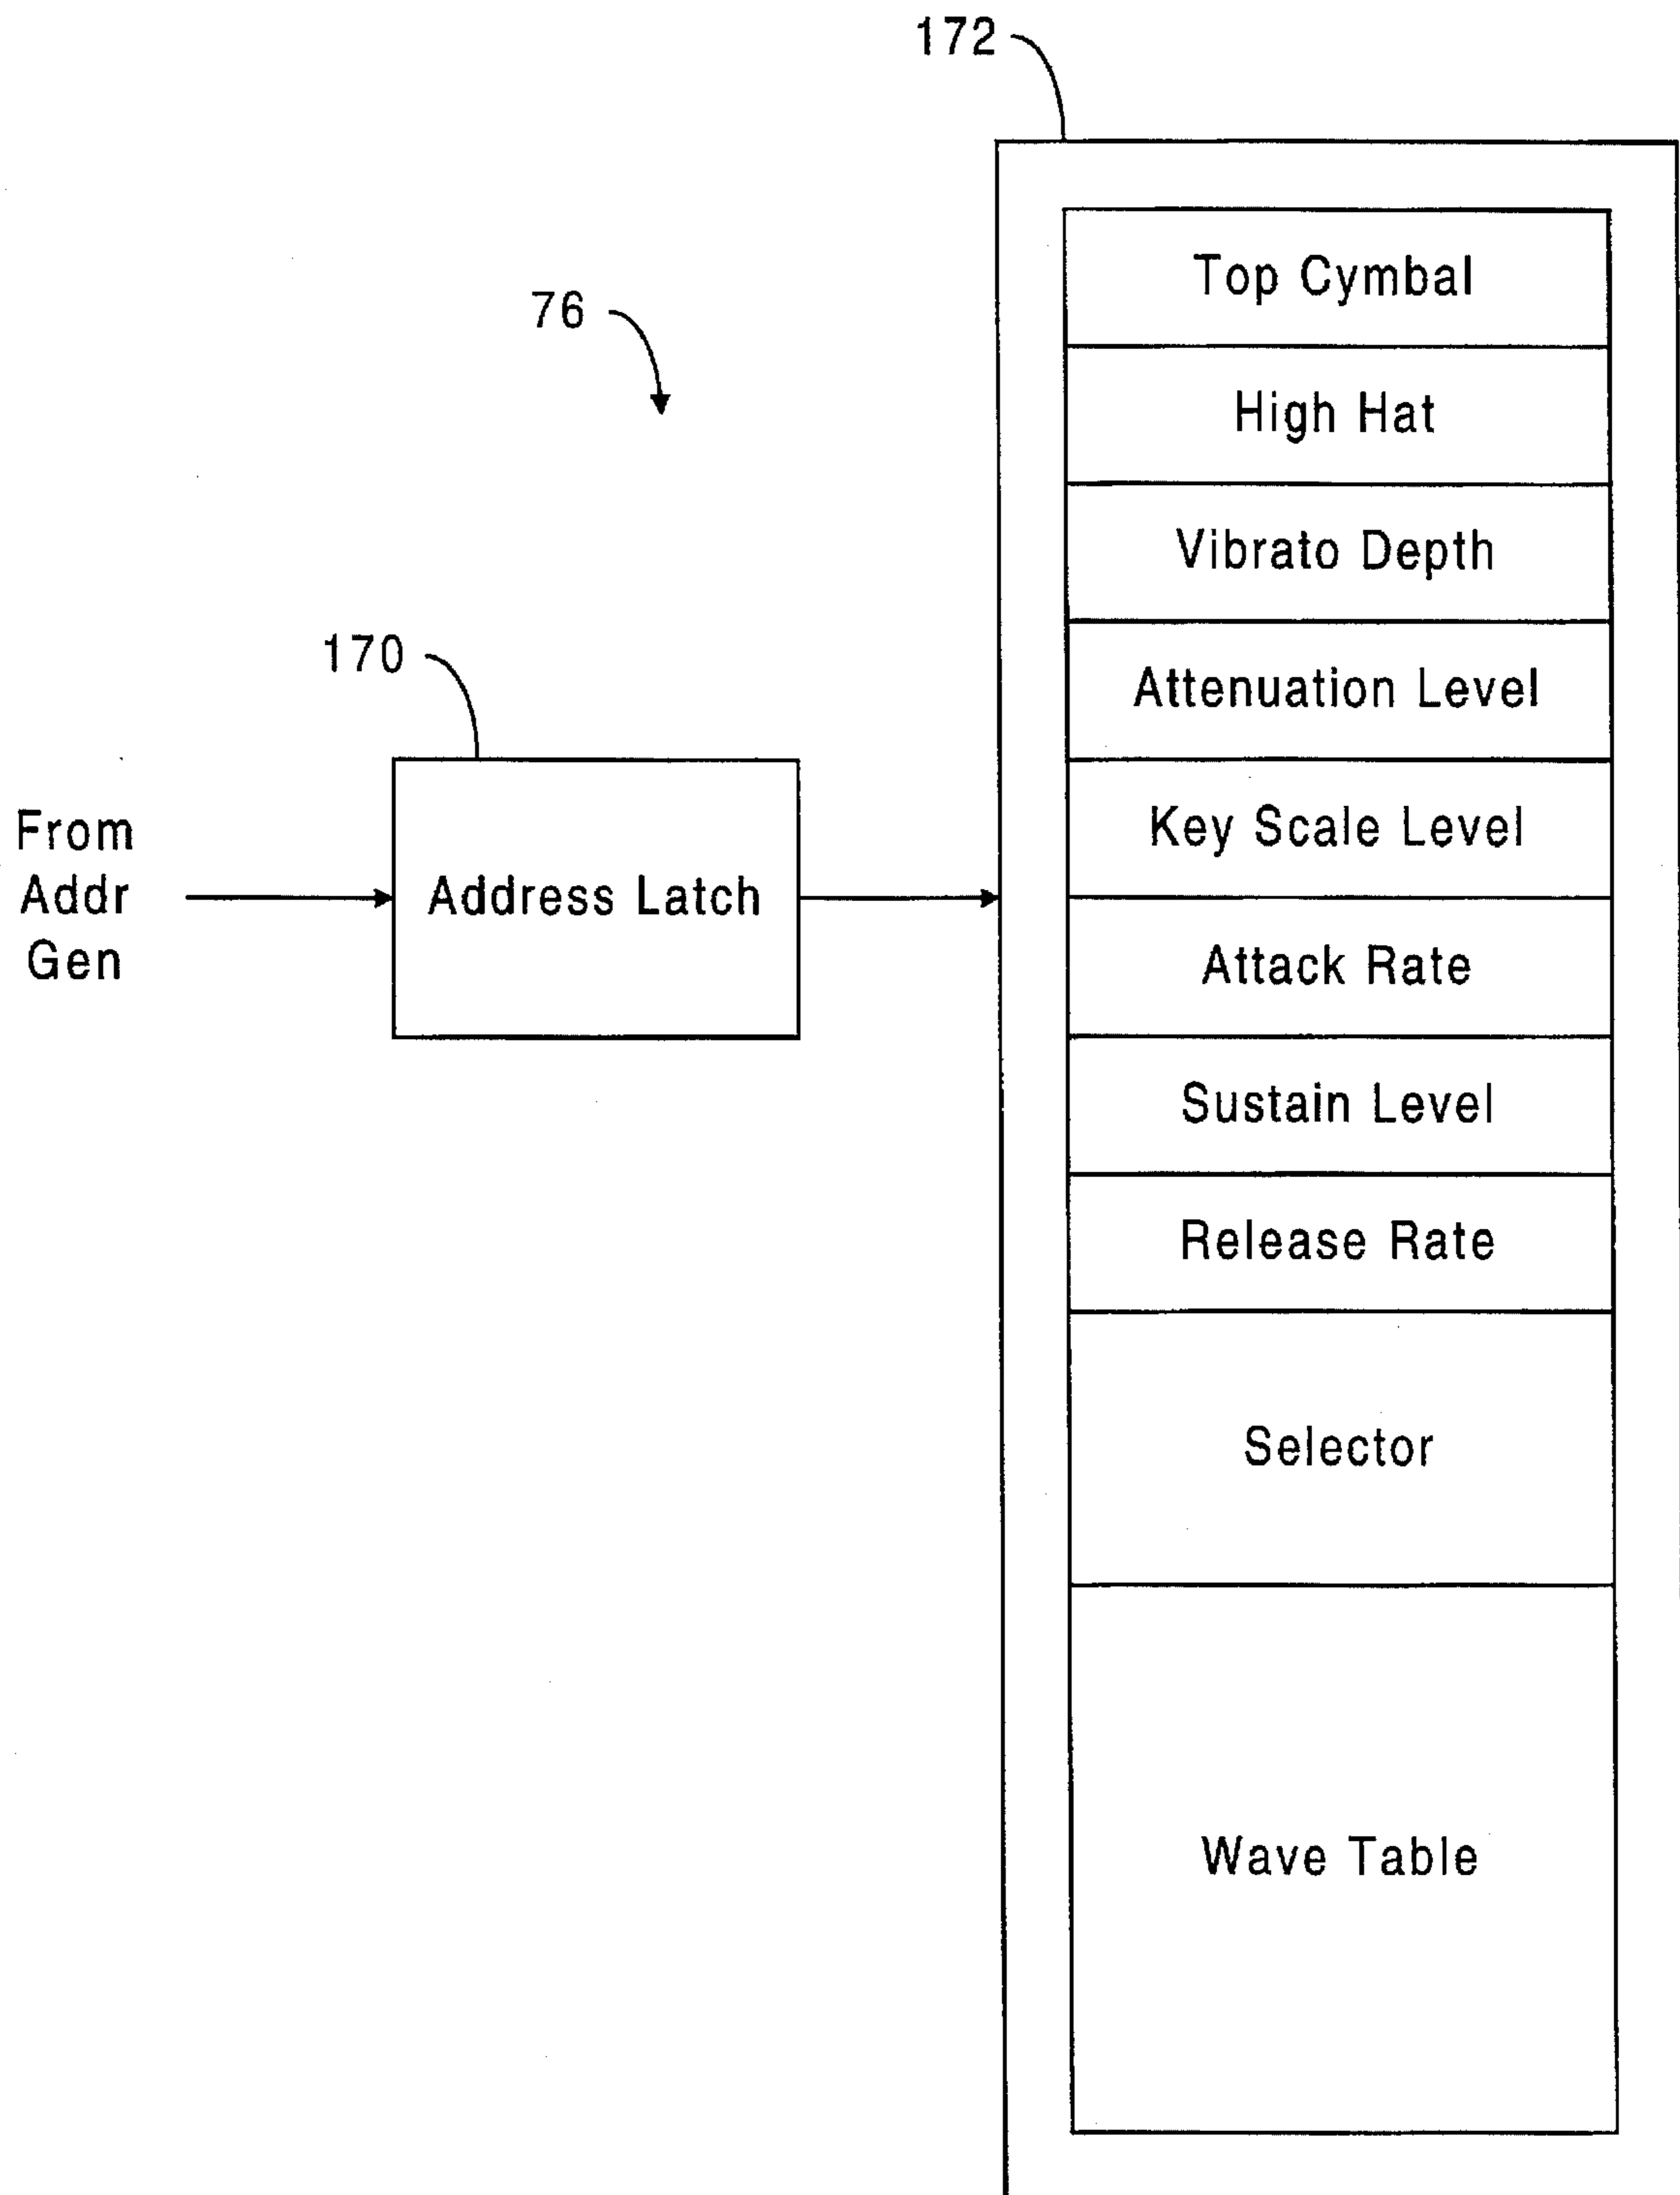 172
76
170
From
Addr
Gen
Address Latch
Top Cymbal
High Hat
Vibrato Depth
Attenuation Level
Key Scale Level
Attack Rate
Sustain Level
Release Rate
Selector
Wave Table